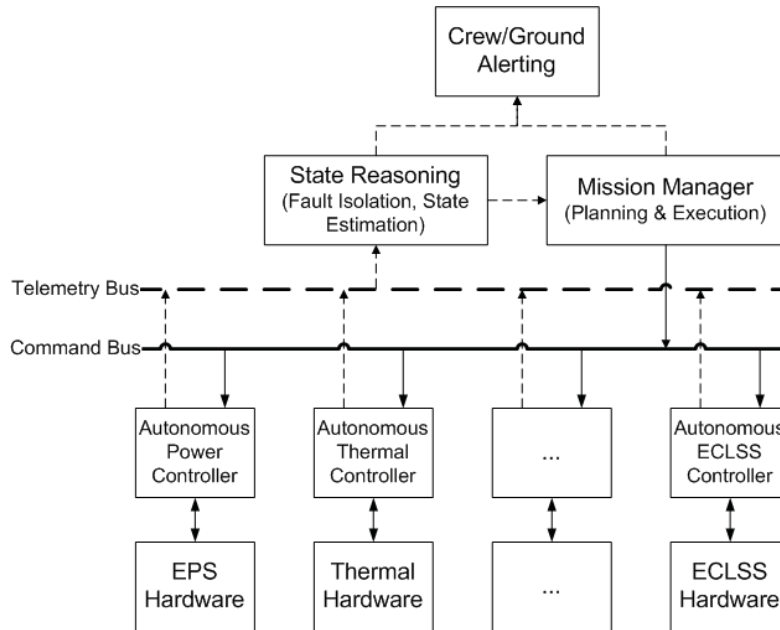 Crew/Ground
Alerting
State Reasoning
(Fault Isolation, State
Estimation)
Mission Manager
(Planning & Execution)
Telemetry Bus
Command Bus
Autonomous
Power
Controller
Autonomous
Thermal
Controller
...
Autonomous
ECLSS
Controller
EPS
Hardware
Thermal
Hardware
...
ECLSS
Hardware